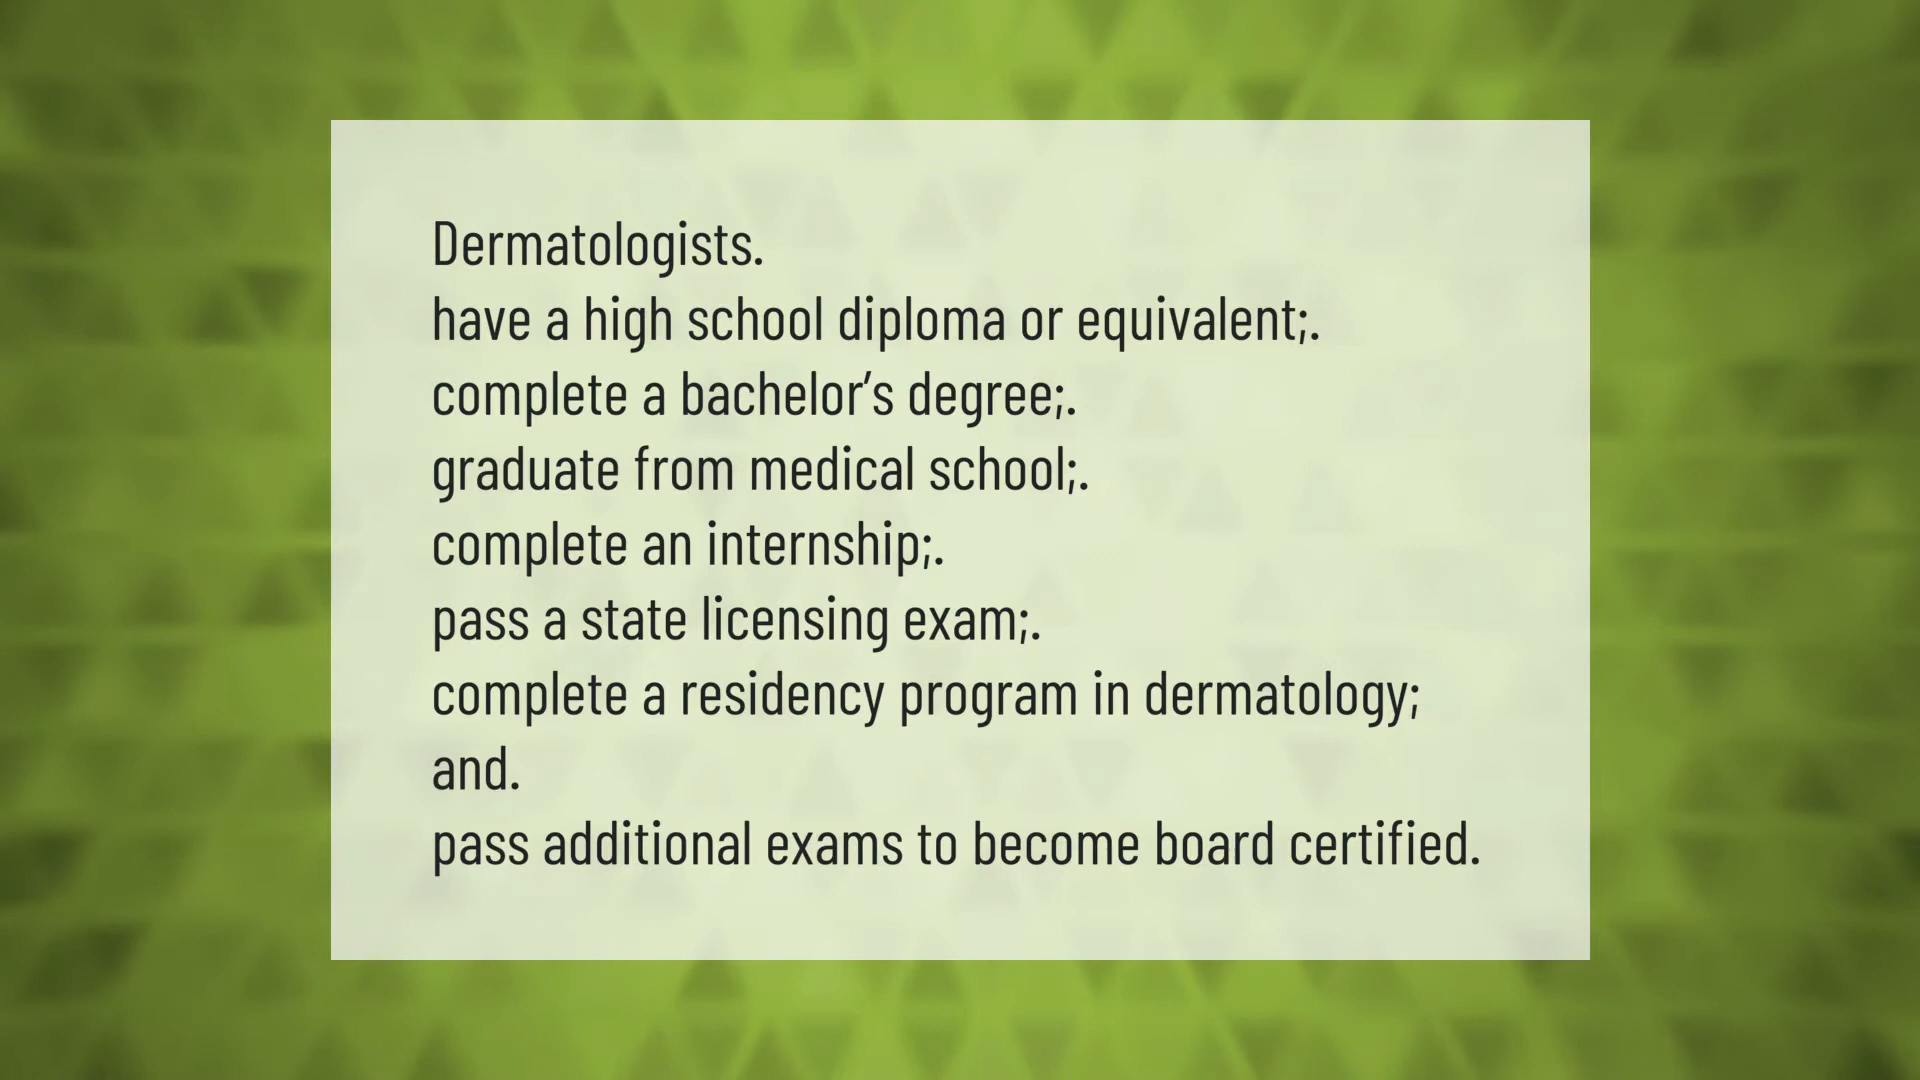 Dermatologists.
have a high school diploma or equivalent;.
complete a bachelor’s degree;.
graduate from medical school;.
complete an internship;.
pass a state licensing exam;.
complete a residency program in dermatology;
and.
pass additional exams to become board certified.